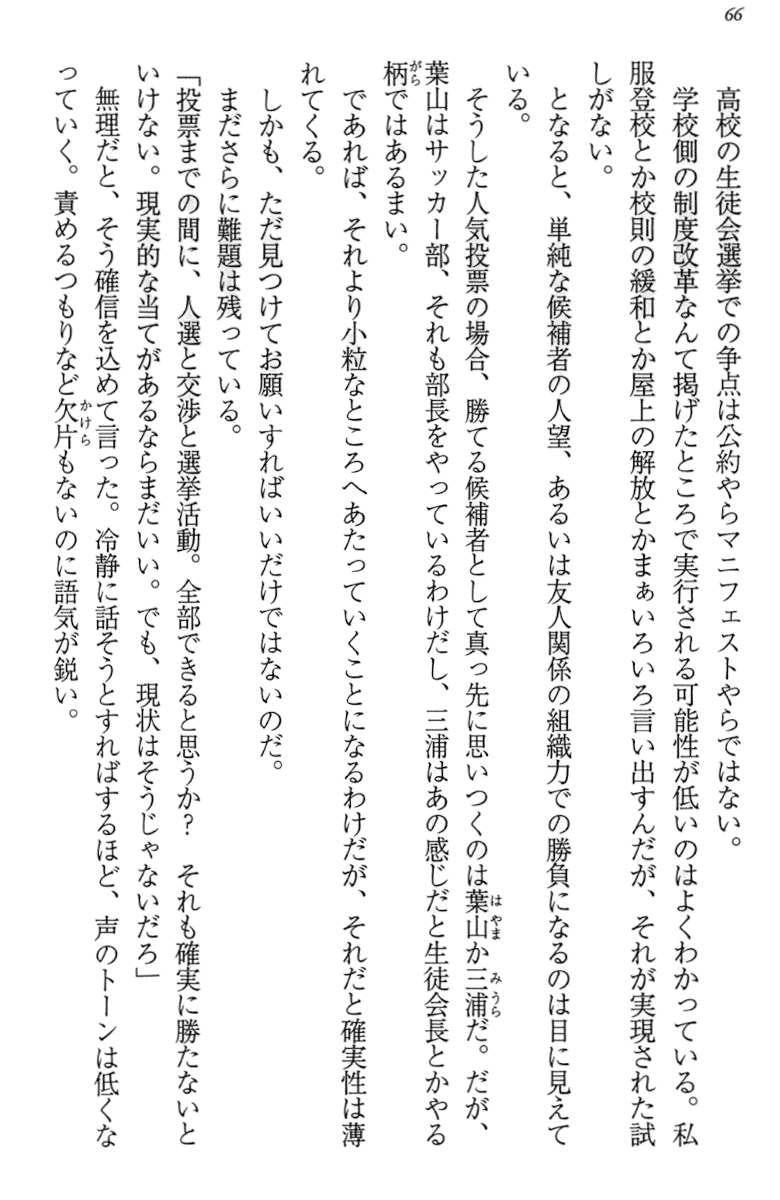 66
高校の生徒会選挙での争点は公約やらマニフェストやらではない。
学校側の制度改革なんて掲げたところで実行される可能性が低いのはよくわかっている。私
服登校とか校則の緩和とか屋上の解放とかまぁいろいろ言い出すんだが、それが実現された試
しがない。
となると、単純な候補者の人望、あるいは友人関係の組織力での勝負になるのは目に見えて
いる。
そうした人気投票の場合、勝てる候補者として真っ先に思いつくのは葉山か三浦だ。だが、
葉山はサッカー部、それも部長をやっているわけだし、三浦はあの感じだと生徒会長とかやる
柄ではあるまい。
であれば、それより小粒なところへあたっていくことになるわけだが、それだと確実性は薄
れてくる。
しかも、ただ見つけてお願いすればいいだけではないのだ。
まださらに難題は残っている。
「投票までの間に、人選と交渉と選挙活動。全部できると思うか？　それも確実に勝たないと
いけない。現実的な当てがあるならまだいい。でも、現状はそうじゃないだろ」
無理だと、そう確信を込めて言った。冷静に話そうとすればするほど、声のトーンは低くな
っていく。責めるつもりなど欠片もないのに語気が鋭い。